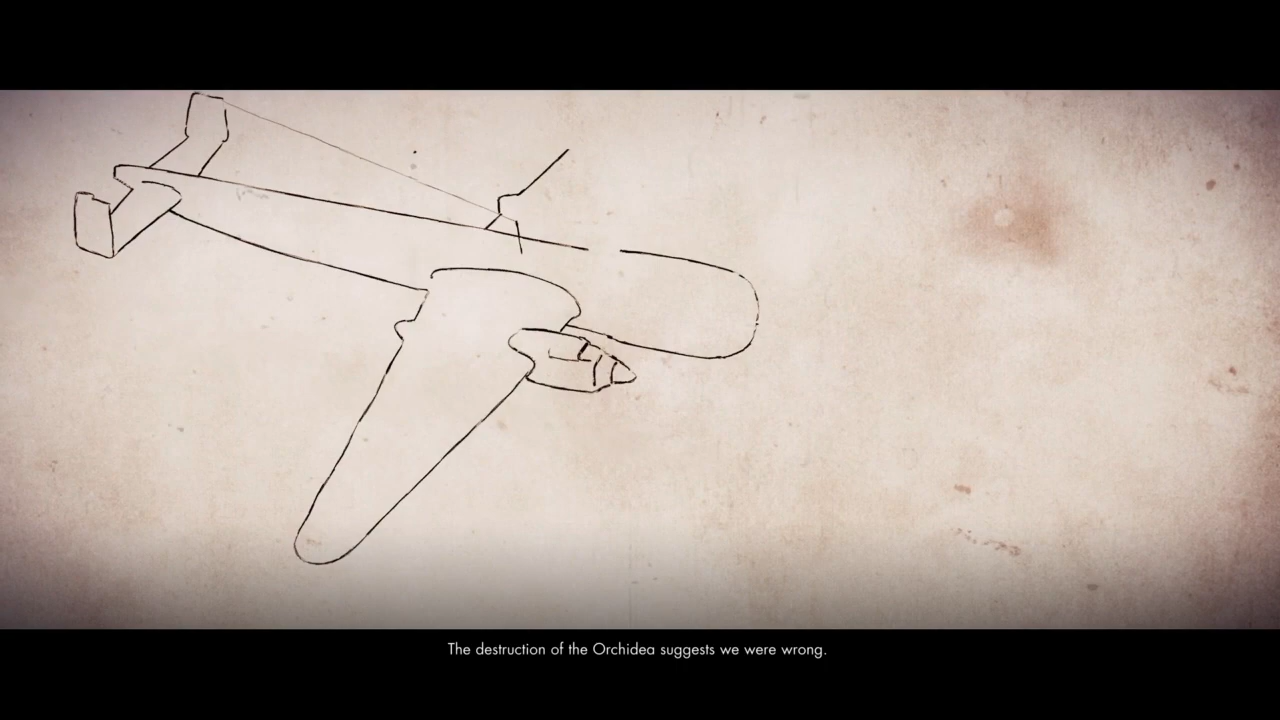 The destruction of the Orchidea suggests we were wrong.